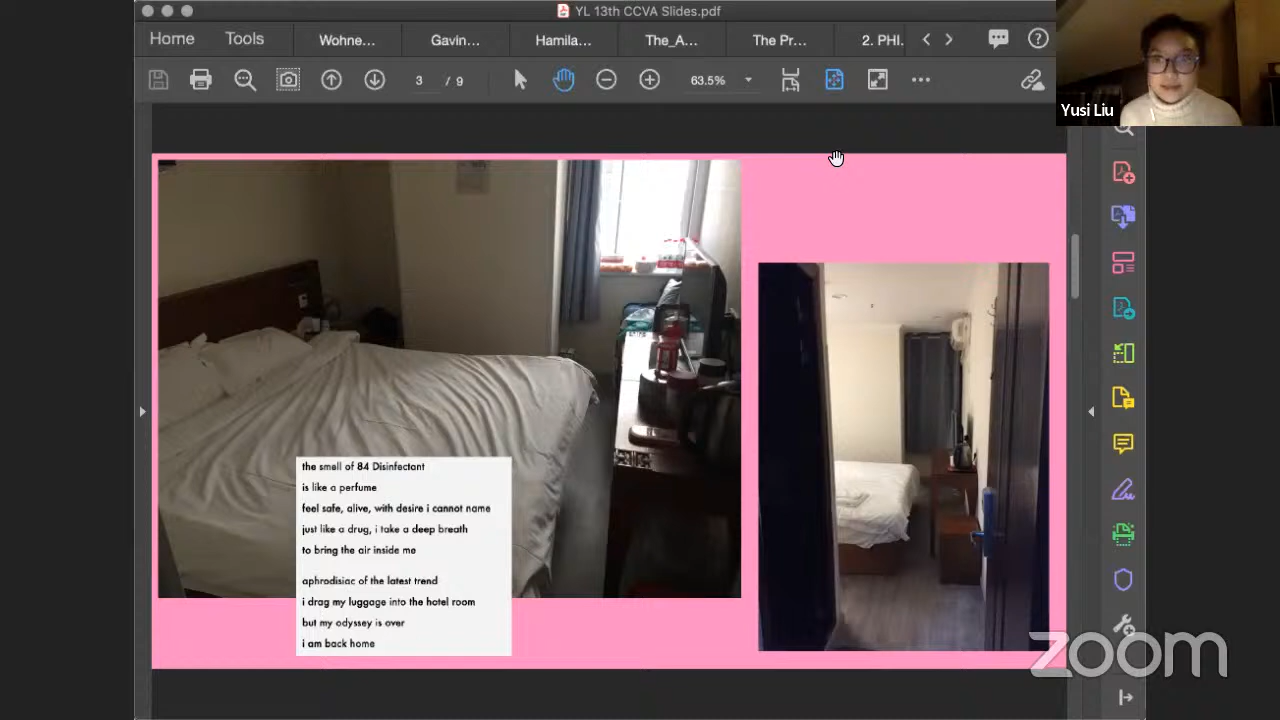 YL 13th CCVA Slides.pdf
Home
Tools
Wohne...
Gavin...
Hamila...
The_A...
The Pr...
2. PHI.
3 / 9
63.5%
Yusi Liu
the smell of 84 Disinfectant
is like a perfume
feel safe, alive, with desire i cannot name
just like a drug, i take a deep breath
to bring the air inside me
aphrodisiac of the latest trend
i drag my luggage into the hotel room
but my odyssey is over
i am back home
zoom